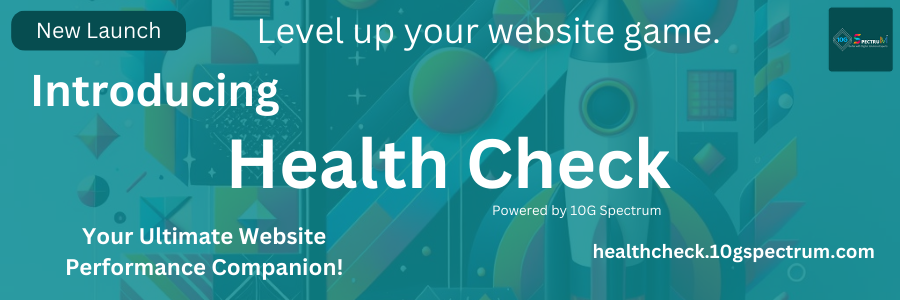 New Launch
Level up your website game.
10G SpectruM
Introducing
Health Check
Powered by 10G Spectrum
Your Ultimate Website
Performance Companion!
healthcheck.10gspectrum.com